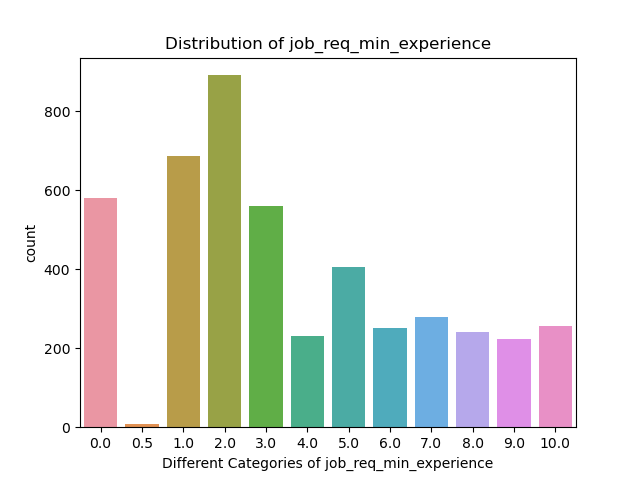 Distribution of job_req_min_experience
800
600
400
200
0
count
0.0 0.5 1.0 2.0 3.0 4.0 5.0 6.0 7.0 8.0 9.0 10.0
Different Categories of job_req_min_experience